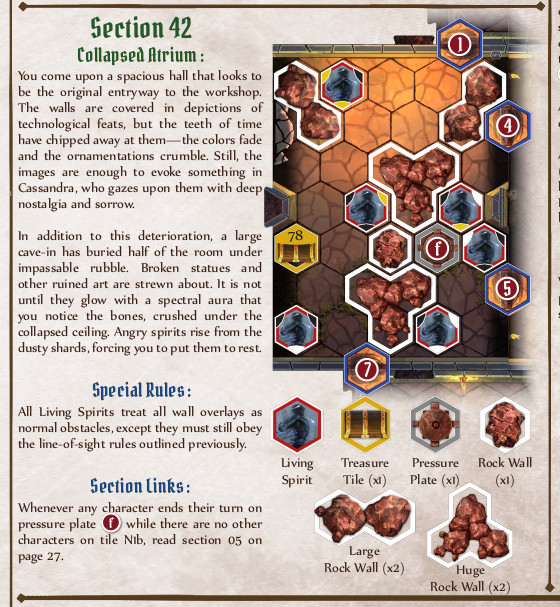 Section 42
Collapsed Atrium:
You come upon a spacious hall that looks to
be the original entryway to the workshop.
The walls are covered in depictions of
technological feats, but the teeth of time
have chipped away at them—the colors fade
and the ornamentations crumble. Still, the
images are enough to evoke something in
Cassandra, who gazes upon them with deep
nostalgia and sorrow.
In addition to this deterioration, a large
cave-in has buried half of the room under
impassable rubble. Broken statues and
other ruined art are strewn about. It is not
until they glow with a spectral aura that
you notice the bones, crushed under the
collapsed ceiling. Angry spirits rise from the
dusty shards, forcing you to put them to rest.
Special Rules:
All Living Spirits treat all wall overlays as
normal obstacles, except they must still obey
the line-of-sight rules outlined previously.
Section Links:
Whenever any character ends their turn on
pressure plate f while there are no other
characters on tile N1b, read section 05 on
page 27.
1
4
78
f
5
7
Living
Spirit
Treasure
Tile (x1)
Pressure
Plate (x1)
Rock Wall
(x1)
Large
Rock Wall (x2)
Huge
Rock Wall (x2)